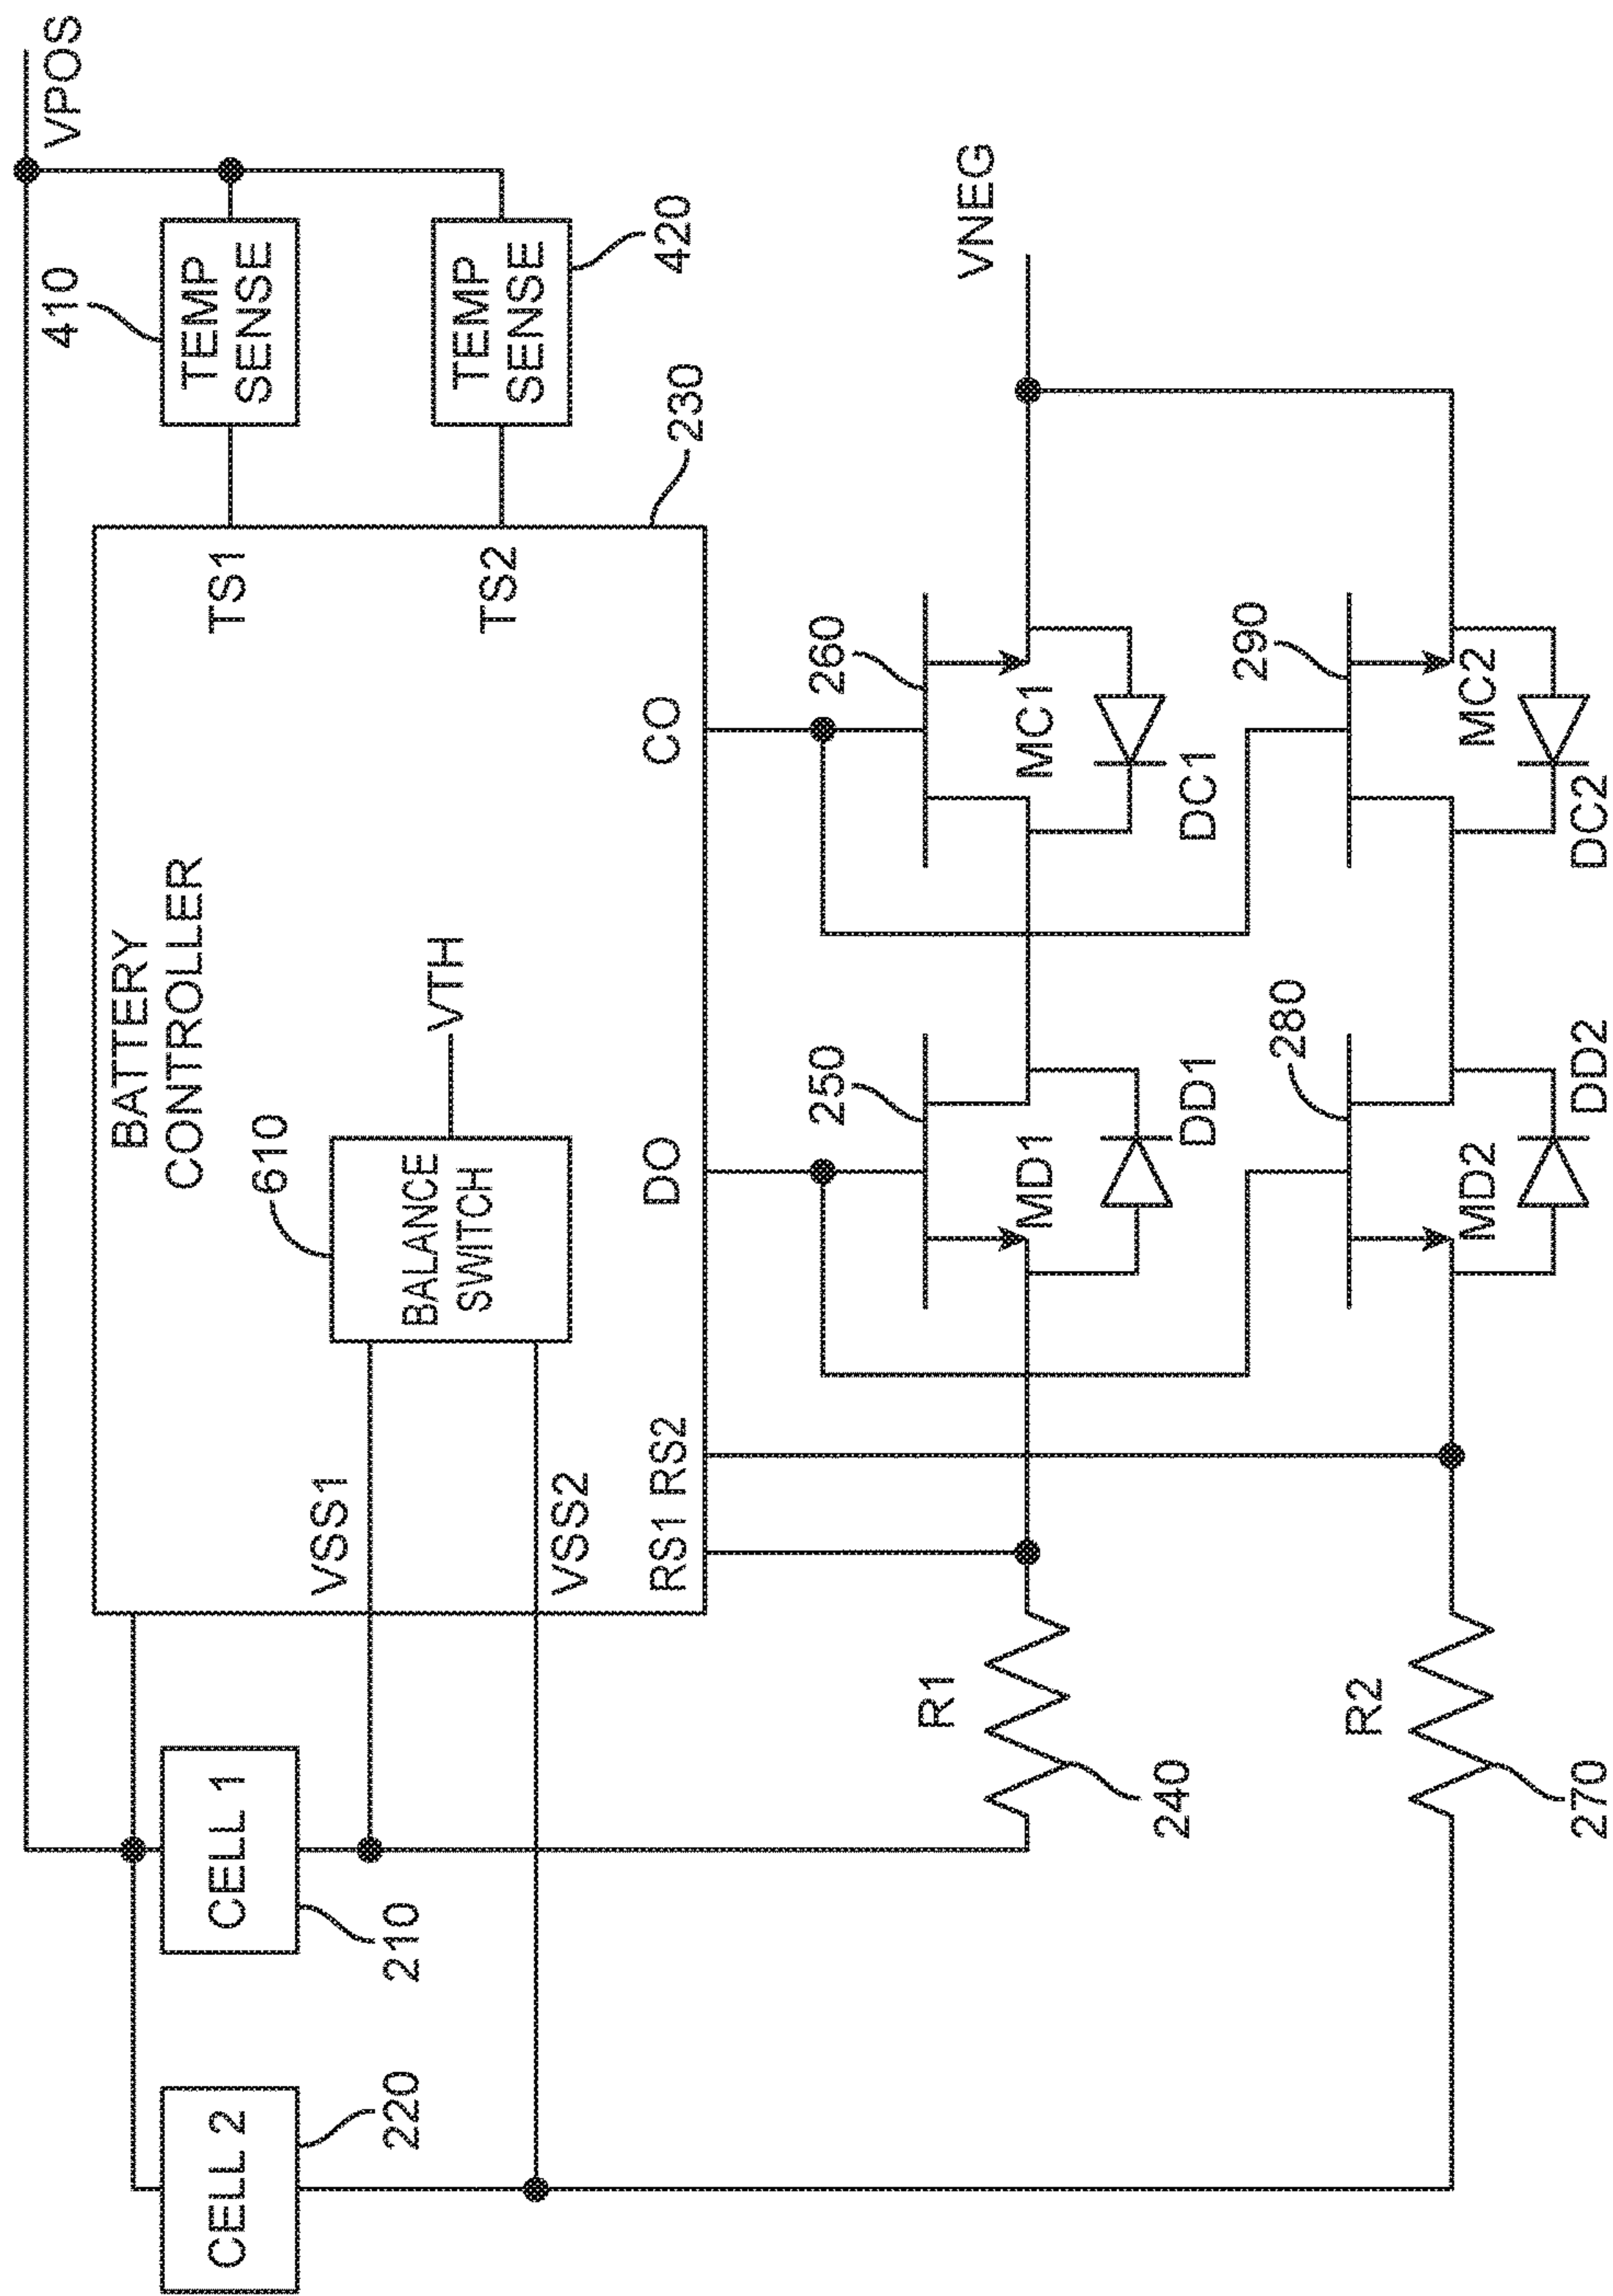 VPOS
410
TEMP
SENSE
TEMP
SENSE
420
230
BATTERY
CONTROLLER
TS1
TS2
610
BALANCE
SWITCH
VTH
VSS1
VSS2
RS1 RS2
DO
CO
CELL 1
210
CELL 2
220
VNEG
250
260
MD1
MC1
DD1
DC1
R1
240
280
290
MD2
MC2
DD2
DC2
R2
270